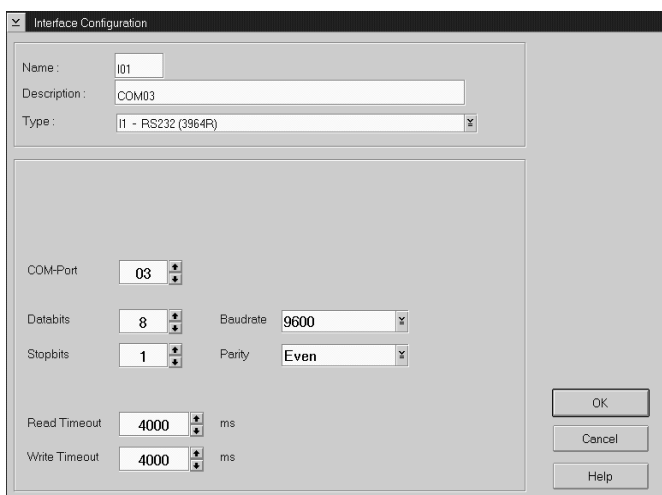 Interface Configuration
Name : I01
Description : COM03
Type : I1 - RS232 (3964R)
COM-Port 03
Databits 8 Baudrate 9600
Stopbits 1 Parity Even
Read Timeout 4000 ms
Write Timeout 4000 ms
OK
Cancel
Help